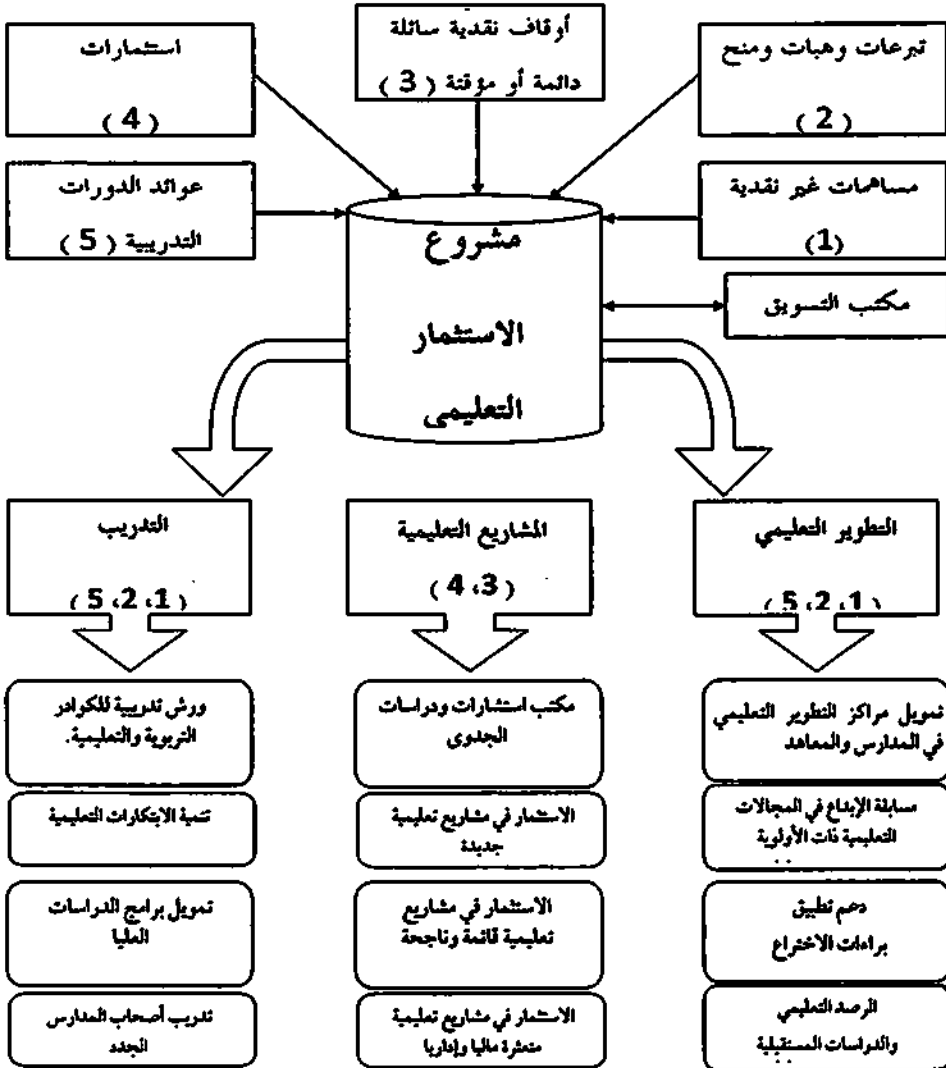 تبرعات وهبات ومنح
(2)
أوقاف نقدية سائلة
دائمة أو مؤقتة (3)
استثمارات
(4)
مساهمات غير نقدية
(1)
عوائد الدورات
التدريبية (5)
مكتب التسويق
مشروع
الاستثمار
التعليمى
التطوير التعليمي
(1،2،5)
المشاريع التعليمية
(3،4)
التدريب
(1،2،5)
تمويل مراكز التطوير التعليمي
في المدارس والمعاهد
مسابقة الإبداع في المجالات
التعليمية ذات الأولوية
دعم تطبيق
براءات الاختراع
الرصد التعليمي
والدراسات المستقبلية
مكتب استشارات ودراسات
الجدوى
الاستثمار في مشاريع تعليمية
جديدة
الاستثمار في مشاريع
تعليمية قائمة وناجحة
الاستثمار في مشاريع تعليمية
متعثرة ماليا وإداريا
ورش تدريبية للكوادر
التربوية والتعليمية.
تنمية الابتكارات التعليمية
تمويل برامج الدراسات
العليا
تدريب أصحاب المدارس
الجدد